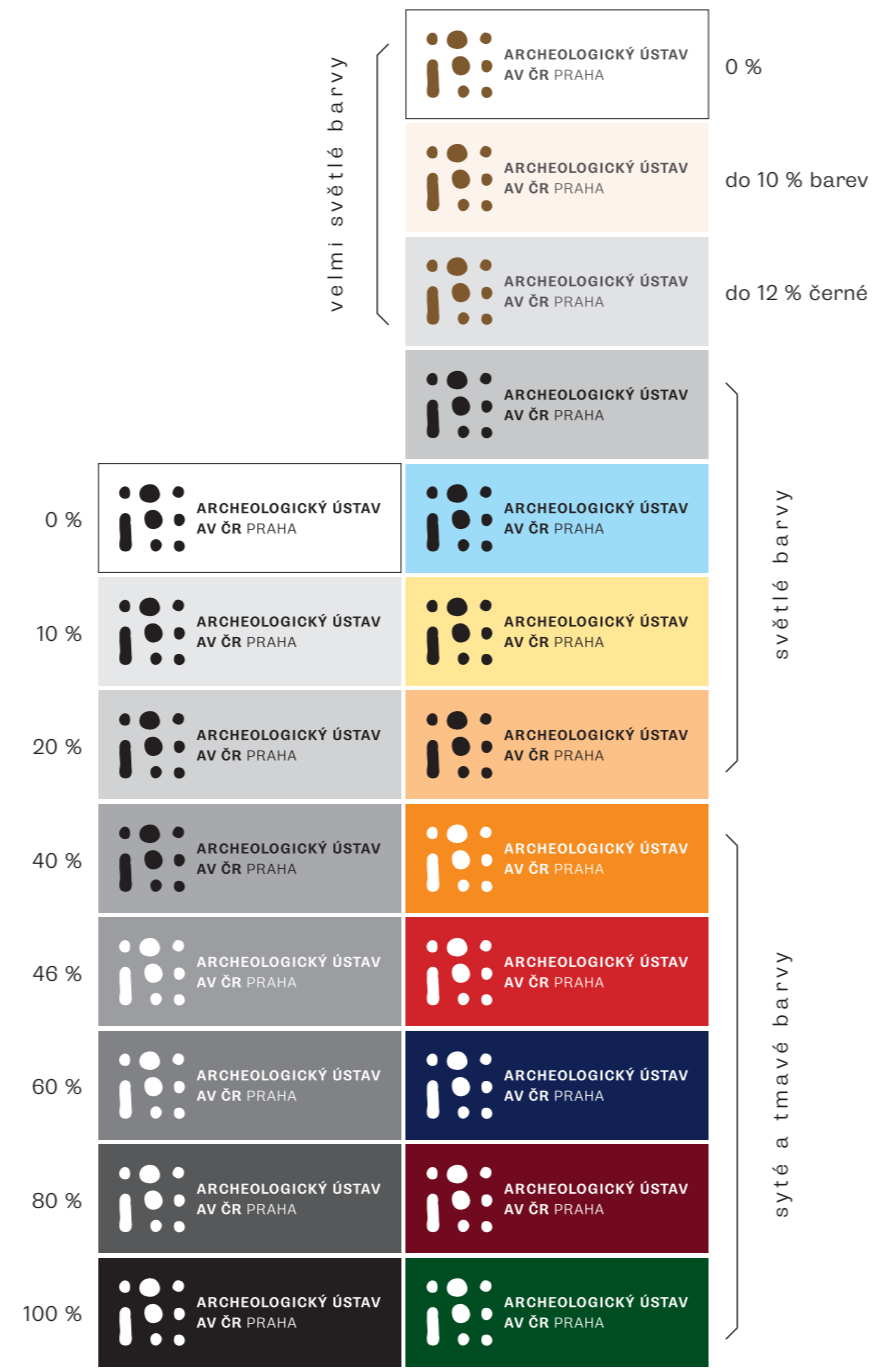 velmi světlé barvy
ARCHEOLOGICKÝ ÚSTAV
AV ČR PRAHA
0 %
ARCHEOLOGICKÝ ÚSTAV
AV ČR PRAHA
do 10 % barev
ARCHEOLOGICKÝ ÚSTAV
AV ČR PRAHA
do 12 % černé
ARCHEOLOGICKÝ ÚSTAV
AV ČR PRAHA
světlé barvy
0 %
ARCHEOLOGICKÝ ÚSTAV
AV ČR PRAHA
ARCHEOLOGICKÝ ÚSTAV
AV ČR PRAHA
10 %
ARCHEOLOGICKÝ ÚSTAV
AV ČR PRAHA
ARCHEOLOGICKÝ ÚSTAV
AV ČR PRAHA
20 %
ARCHEOLOGICKÝ ÚSTAV
AV ČR PRAHA
ARCHEOLOGICKÝ ÚSTAV
AV ČR PRAHA
40 %
ARCHEOLOGICKÝ ÚSTAV
AV ČR PRAHA
ARCHEOLOGICKÝ ÚSTAV
AV ČR PRAHA
syté a tmavé barvy
46 %
ARCHEOLOGICKÝ ÚSTAV
AV ČR PRAHA
ARCHEOLOGICKÝ ÚSTAV
AV ČR PRAHA
60 %
ARCHEOLOGICKÝ ÚSTAV
AV ČR PRAHA
ARCHEOLOGICKÝ ÚSTAV
AV ČR PRAHA
80 %
ARCHEOLOGICKÝ ÚSTAV
AV ČR PRAHA
ARCHEOLOGICKÝ ÚSTAV
AV ČR PRAHA
100 %
ARCHEOLOGICKÝ ÚSTAV
AV ČR PRAHA
ARCHEOLOGICKÝ ÚSTAV
AV ČR PRAHA